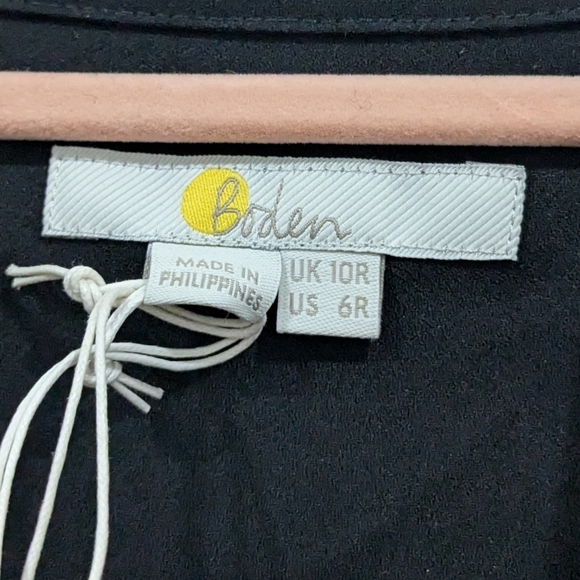 Boden
MADE IN
PHILIPPINES
UK 10R
US 6R